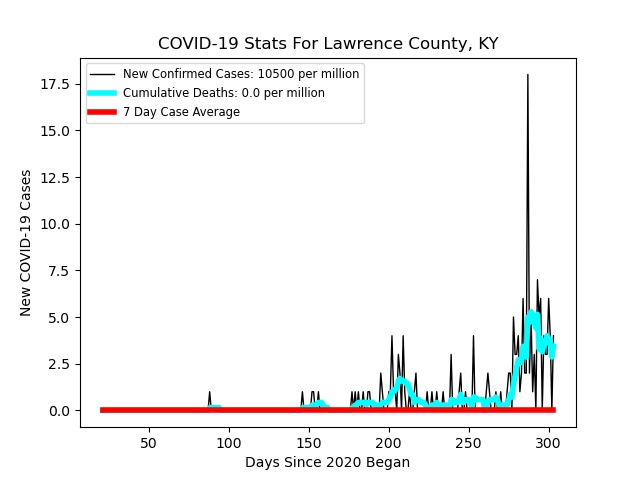 COVID-19 Stats For Lawrence County, KY
New Confirmed Cases: 10500 per million
Cumulative Deaths: 0.0 per million
7 Day Case Average
17.5
15.0
12.5
10.0
7.5
5.0
2.5
0.0
New COVID-19 Cases
50
100
150
200
250
300
Days Since 2020 Began